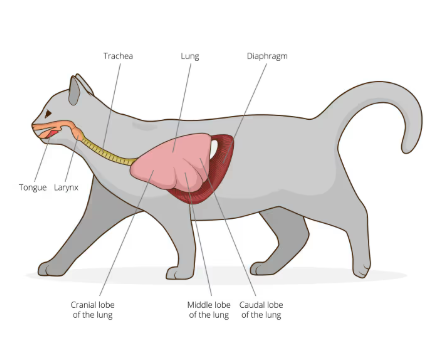 Trachea
Lung
Diaphragm
Tongue
Larynx
Cranial lobe
of the lung
Middle lobe
of the lung
Caudal lobe
of the lung